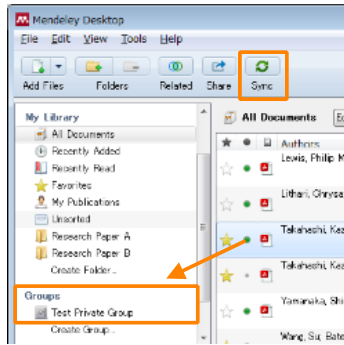 Mendeley Desktop
File Edit View Tools Help
Add Files Folders Related Share Sync
My Library
All Documents
Recently Added
Recently Read
Favorites
My Publications
Unsorted
Research Paper A
Research Paper B
Create Folder...
Groups
Test Private Group
Create Group...
All Documents
Authors
Lewis, Philip M
Lithari, Chrysa
Takahashi, Kaz
Takahashi, Kaz
Yamanaka, Shi
Wang, Su, Bate